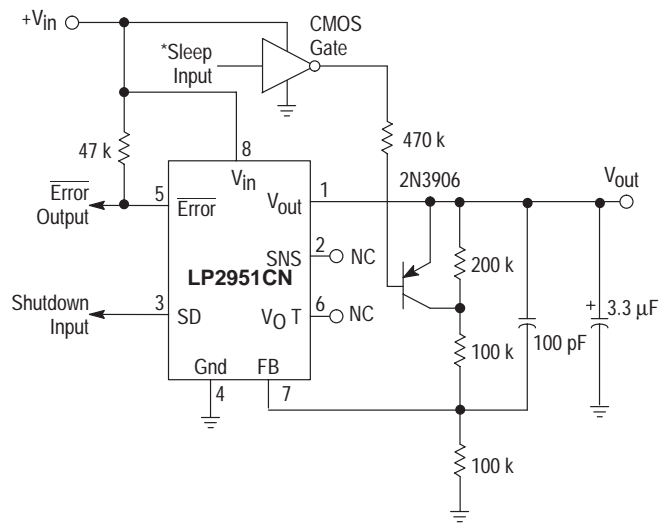 +Vin
CMOS
Gate
*Sleep
Input
470 k
47 k
8
Vin
2N3906
Vout
Error
Output
5
Error
Vout
1
SNS
2
NC
200 k
LP2951CN
Shutdown
Input
3
SD
VO T
6
NC
100 k
100 pF
+
3.3 µF
Gnd
FB
4
7
100 k